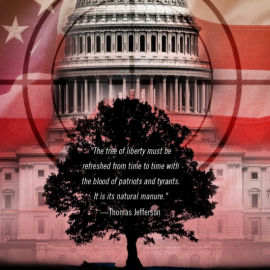 "The tree of liberty must be
refreshed from time to time with
the blood of patriots and tyrants.
It is its natural manure."
—Thomas Jefferson